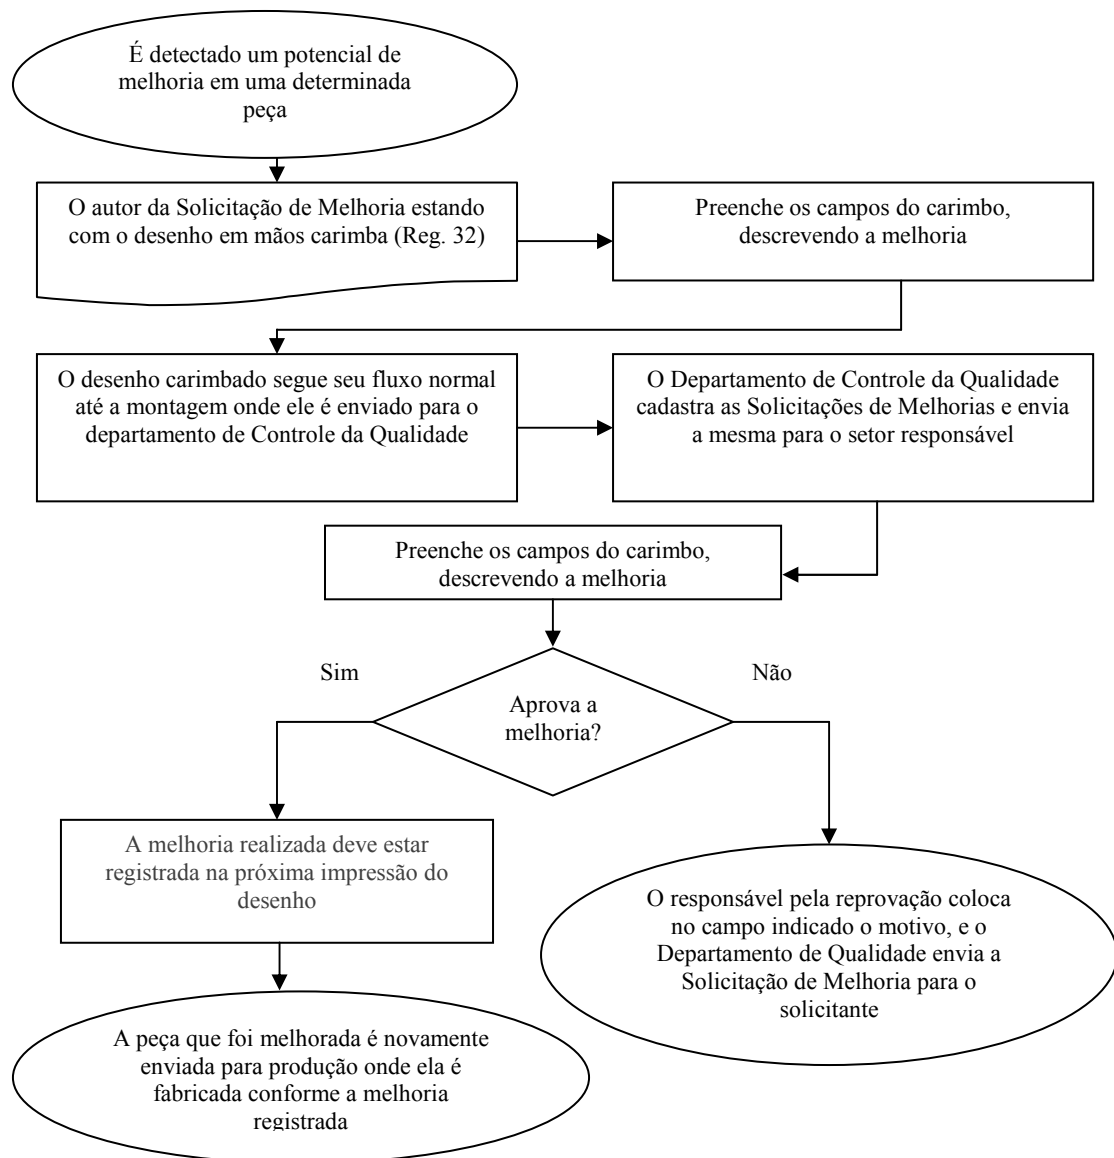 É detectado um potencial de
melhoria em uma determinada
peça
O autor da Solicitação de Melhoria estando
com o desenho em mãos carimba (Reg. 32)
Preenche os campos do carimbo,
descrevendo a melhoria
O desenho carimbado segue seu fluxo normal
até a montagem onde ele é enviado para o
departamento de Controle da Qualidade
O Departamento de Controle da Qualidade
cadastra as Solicitações de Melhorias e envia
a mesma para o setor responsável
Preenche os campos do carimbo,
descrevendo a melhoria
Sim
Não
Aprova a
melhoria?
A melhoria realizada deve estar
registrada na próxima impressão do
desenho
O responsável pela reprovação coloca
no campo indicado o motivo, e o
Departamento de Qualidade envia a
Solicitação de Melhoria para o
solicitante
A peça que foi melhorada é novamente
enviada para produção onde ela é
fabricada conforme a melhoria
registrada